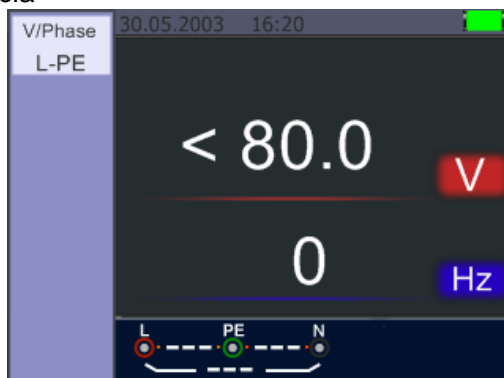 V/Phase
30.05.2003 16:20
L-PE
< 80.0
V
0
Hz
L PE N
--- ---
---